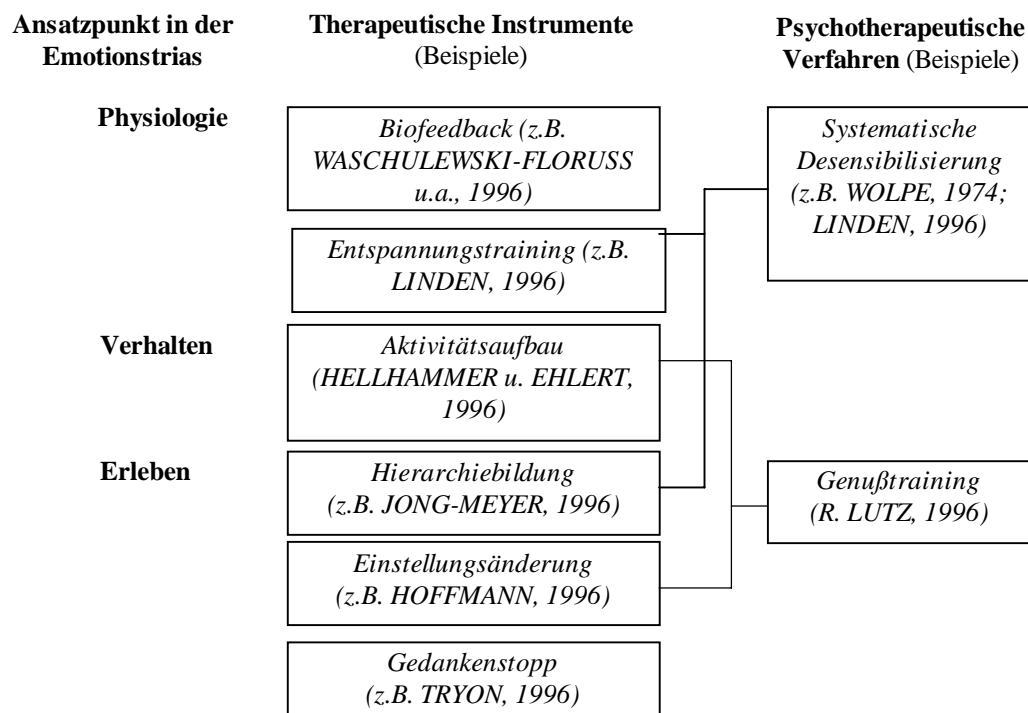 Ansatzpunkt in der
Emotionstrias
Therapeutische Instrumente
(Beispiele)
Psychotherapeutische
Verfahren (Beispiele)
Physiologie
Biofeedback (z.B.
WASCHULEWSKI-FLORUSS
u.a., 1996)
Systematische
Desensibilisierung
(z.B. WOLPE, 1974;
LINDEN, 1996)
Entspannungstraining (z.B.
LINDEN, 1996)
Verhalten
Aktivitätsaufbau
(HELLHAMMER u. EHLERT,
1996)
Erleben
Hierarchiebildung
(z.B. JONG-MEYER, 1996)
Genußtraining
(R. LUTZ, 1996)
Einstellungsänderung
(z.B. HOFFMANN, 1996)
Gedankenstopp
(z.B. TRYON, 1996)